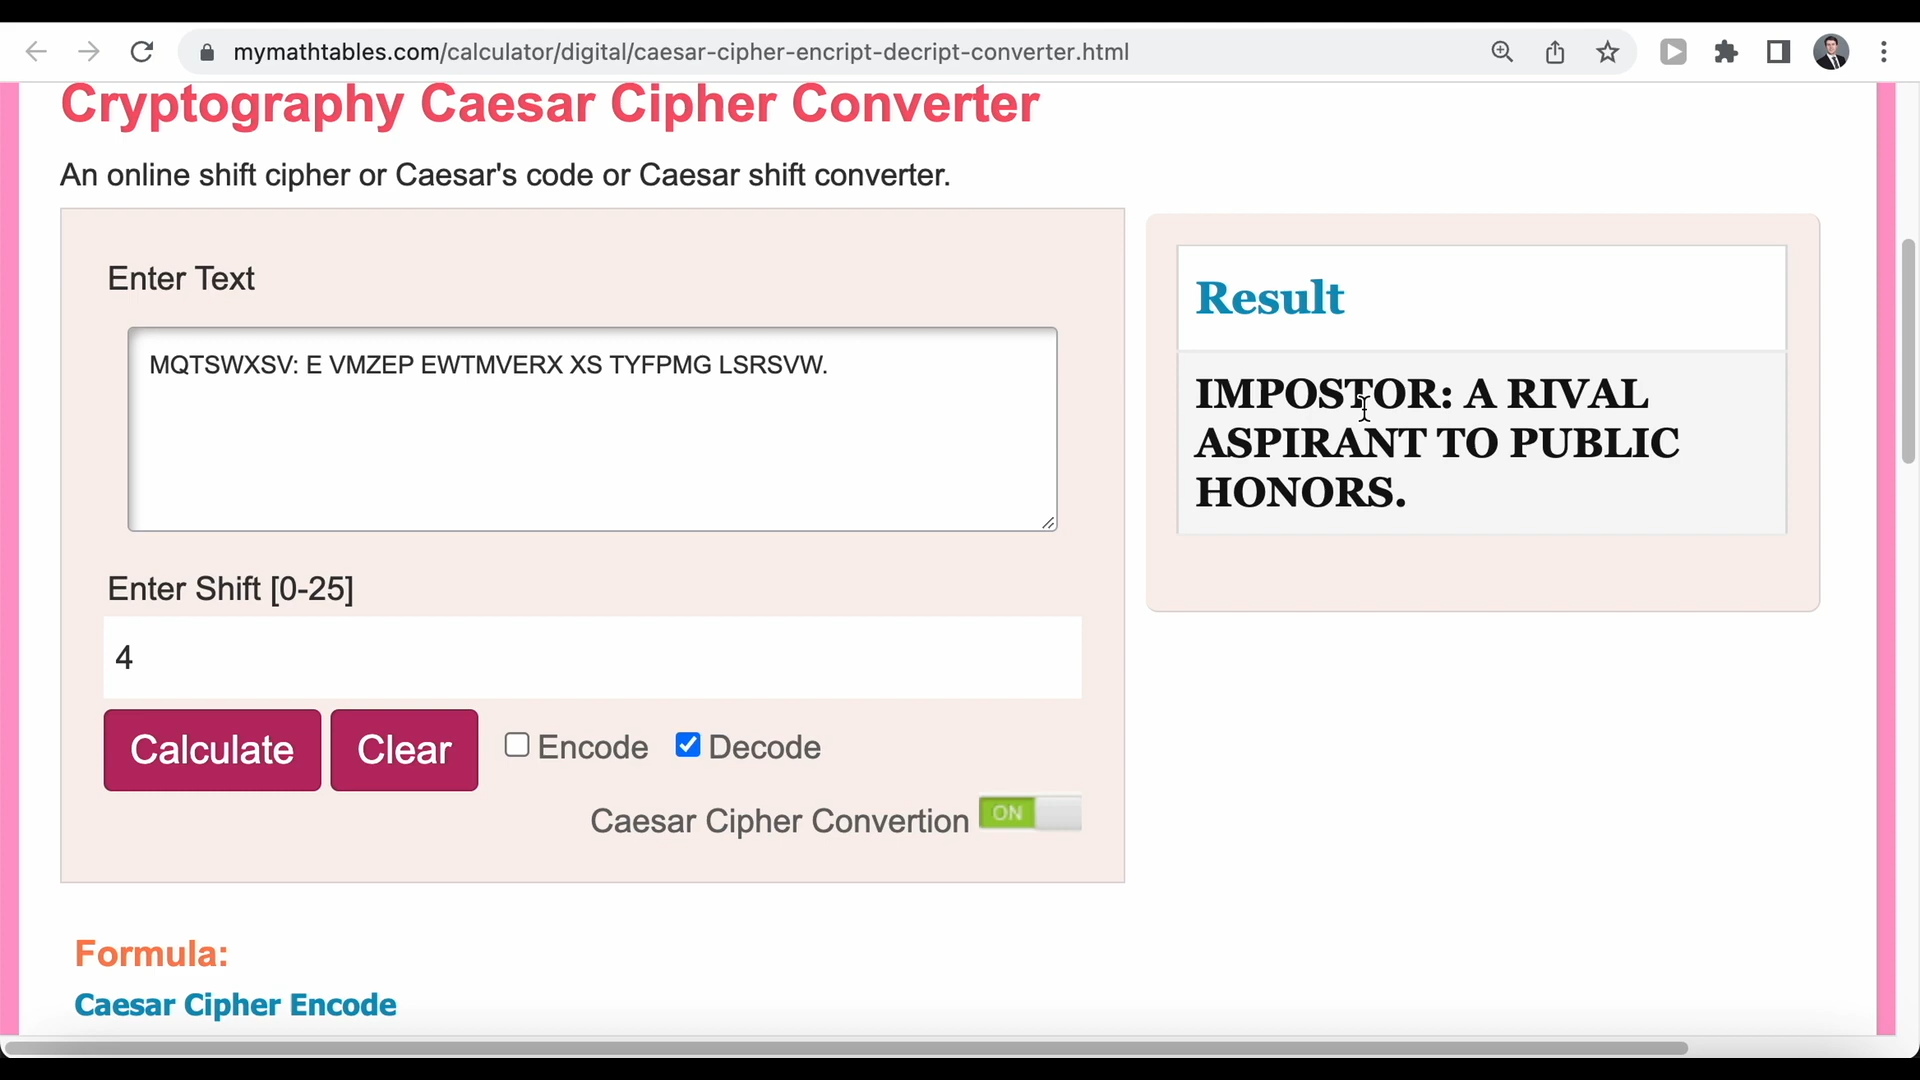 mymathtables.com/calculator/digital/caesar-cipher-encript-decript-converter.html
Cryptography Caesar Cipher Converter
An online shift cipher or Caesar's code or Caesar shift converter.
Enter Text
MQTSWXSV: E VMZEP EWTMVERX XS TYFPMG LSRSVW.
Enter Shift [0-25]
4
Calculate Clear Encode Decode
Caesar Cipher Convertion ON
Result
IMPOSTOR: A RIVAL
ASPIRANT TO PUBLIC
HONORS.
Formula:
Caesar Cipher Encode